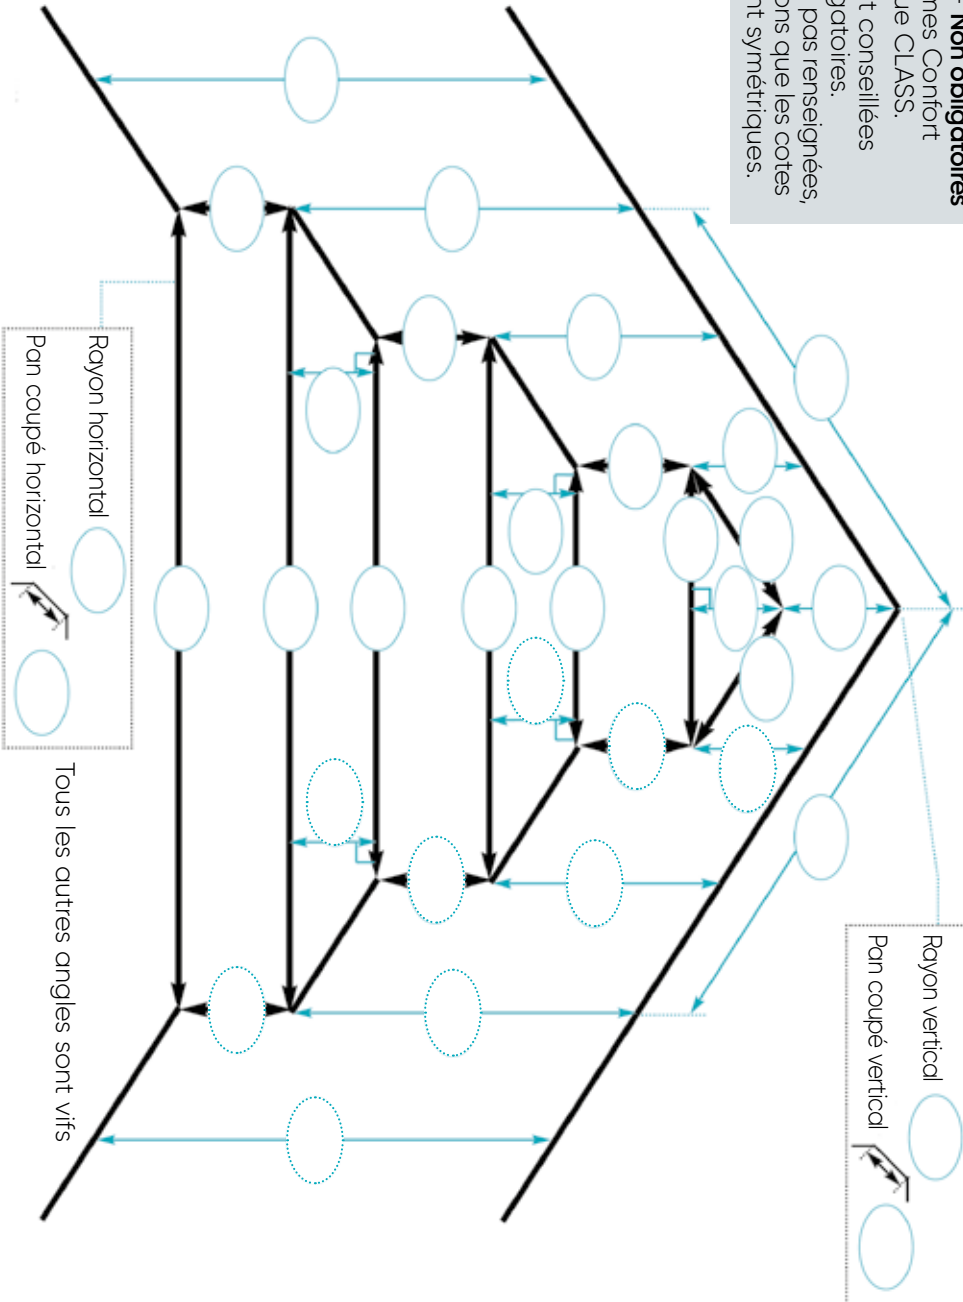 Non obligatoires
mes Confort
ue CLASS.
t conseillées
gatoires.
pas renseignées,
ons que les cotes
nt symétriques.
Rayon vertical
Pan coupé vertical
Rayon horizontal
Pan coupé horizontal
Tous les autres angles sont vifs